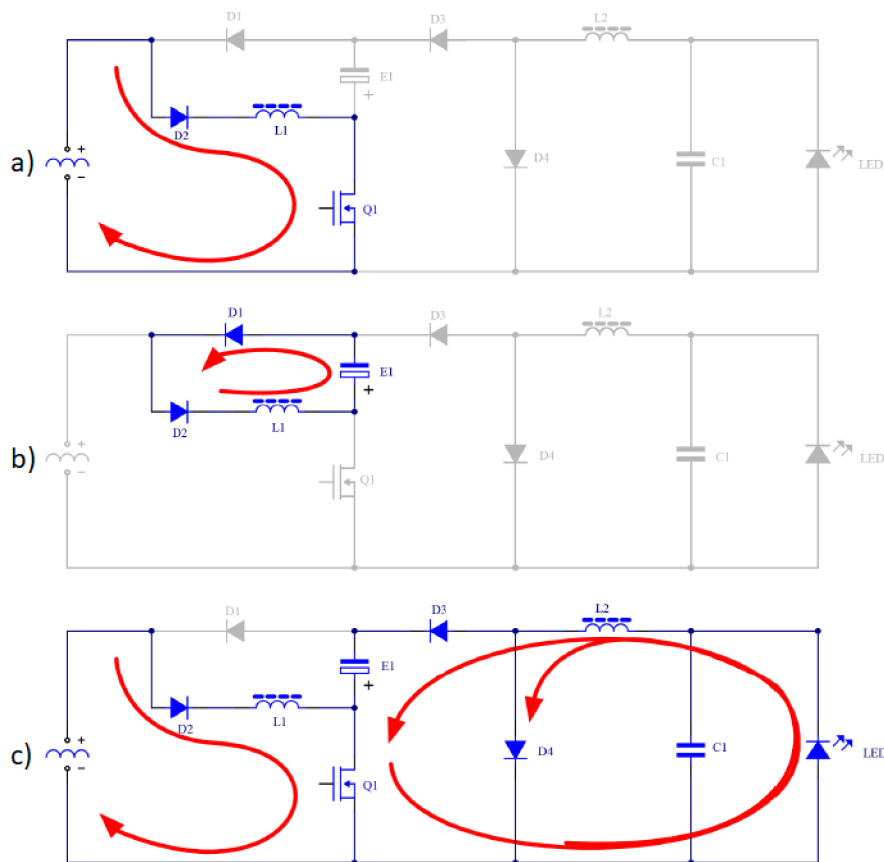 D1 D3 L2
E1
+
D2 L1
a) + − D4 C1 LED
Q1
D1 D3 L2
E1
+
D2 L1
b) + − D4 C1 LED
Q1
D1 D3 L2
E1
+
D2 L1
c) + − D4 C1 LED
Q1